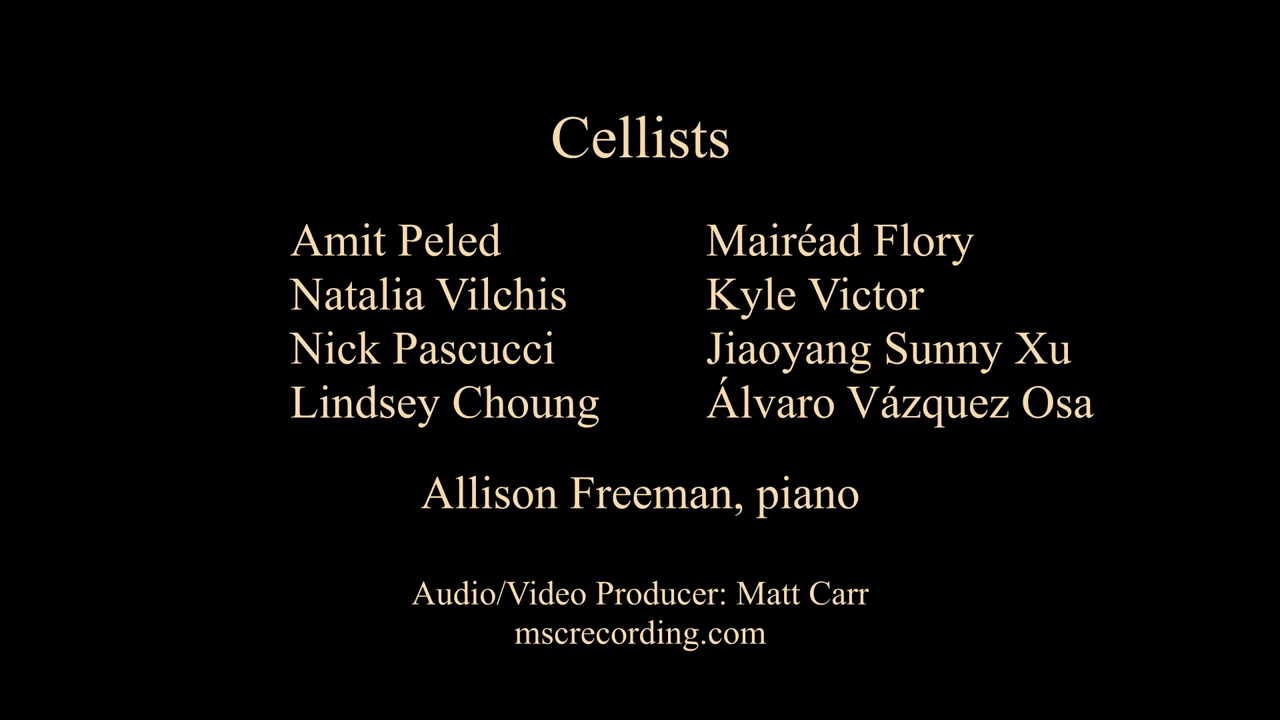 Cellists
Amit Peled
Natalia Vilchis
Nick Pascucci
Lindsey Choung
Mairéad Flory
Kyle Victor
Jiaoyang Sunny Xu
Álvaro Vázquez Osa
Allison Freeman, piano
Audio/Video Producer: Matt Carr
mscrecording.com